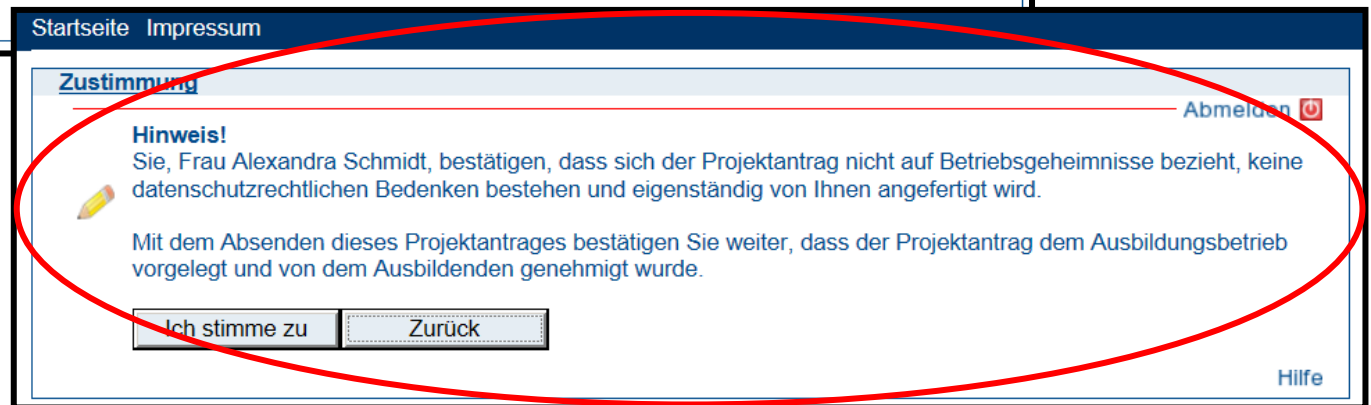 Startseite Impressum
Zustimmung
Abmelden
Hinweis!
Sie, Frau Alexandra Schmidt, bestätigen, dass sich der Projektantrag nicht auf Betriebsgeheimnisse bezieht, keine
datenschutzrechtlichen Bedenken bestehen und eigenständig von Ihnen angefertigt wird.
Mit dem Absenden dieses Projektantrages bestätigen Sie weiter, dass der Projektantrag dem Ausbildungsbetrieb
vorgelegt und von dem Ausbildenden genehmigt wurde.
Ich stimme zu Zurück
Hilfe